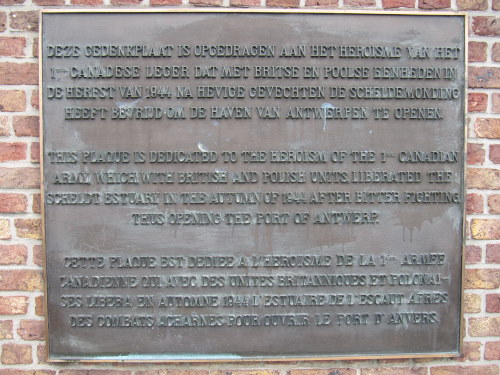 DEZE GEDENKPLAAT IS OPGEDRAGEN AAN HET HEROISME VAN HET
1STE CANADESE LEGER DAT MET BRITSE EN POOLSE EENHEDEN IN
DE HERFST VAN 1944 NA HEVIGE GEVECHTEN DE SCHELDEMONDING
HEEFT BEVRIJD OM DE HAVEN VAN ANTWERPEN TE OPENEN.
THIS PLAQUE IS DEDICATED TO THE HEROISM OF THE 1ST CANADIAN
ARMY WHICH WITH BRITISH AND POLISH UNITS LIBERATED THE
SCHELDT ESTUARY IN THE AUTUMN OF 1944 AFTER BITTER FIGHTING
THUS OPENING THE PORT OF ANTWERP.
CETTE PLAQUE EST DEDIEE A L'HEROISME DE LA 1ERE ARMEE
CANADIENNE QUI AVEC DES UNITES BRITANNIQUES ET POLONAI-
SES LIBERA EN AUTOMNE 1944 L'ESTUAIRE DE L'ESCAUT APRES
DES COMBATS ACHARNES POUR OUVRIR LE PORT D'ANVERS.